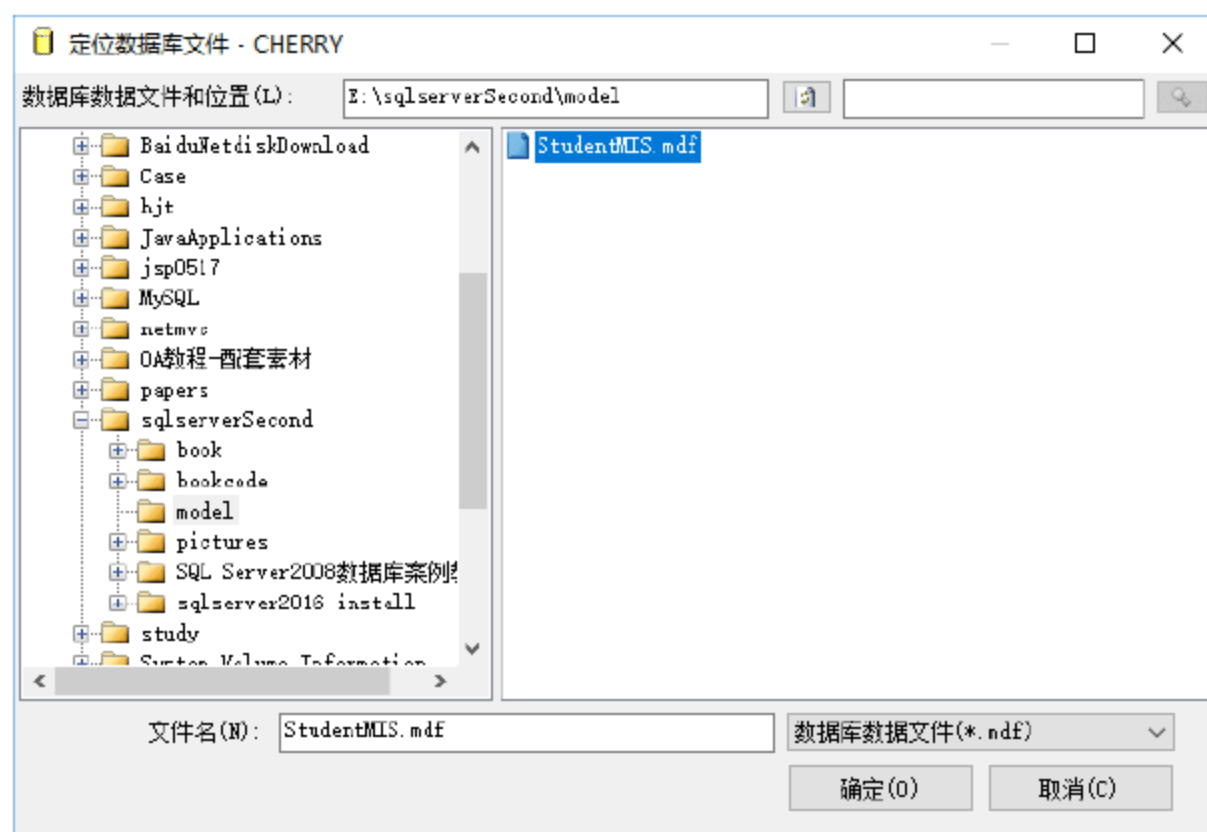 定位数据库文件 - CHERRY
数据库数据文件和位置(L):
E:\sqlserverSecond\model
BaiduNetdiskDownload
Case
hjt
JavaApplications
jsp0517
MySQL
netmvc
OA教程-配套素材
papers
sqlserverSecond
book
bookcode
model
pictures
SQL Server2008数据库案例
sqlserver2016 install
study
System Volume Information
StudentMIS.mdf
文件名(N):
StudentMIS.mdf
数据库数据文件(*.mdf)
确定(O)
取消(C)